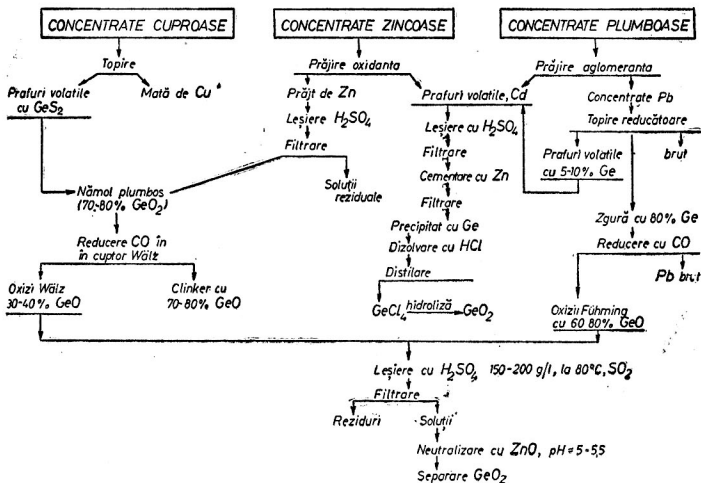 CONCENTRATE CUPROASE
CONCENTRATE ZINCOASE
CONCENTRATE PLUMBOASE
Topire
Prafuri volatile
cu GeS2
Mată de Cu
Prăjire oxidanta
Prăjt de Zn
Leșiere H2SO4
Filtrare
Soluții
reziduale
Nămol plumbos
(70-80% GeO2)
Reducere CO în
în cuptor Wälz
Oxizi Wälz
30-40% GeO
Clinker cu
70-80% GeO
Prafuri volatile, Cd
Leșiere cu H2SO4
Filtrare
Cementare cu Zn
Filtrare
Precipitat cu Ge
Dizolvare cu HCl
Distilare
GeCl4 hidroliză GeO2
Prăjire aglomeranta
Concentrate Pb
Topire reducătoare
Prafuri volatile
cu 5-10% Ge
brut
Zgură cu 80% Ge
Reducere cu CO
Pb brut
Oxizii Fühming
cu 60 80% GeO
Leșiere cu H2SO4 150-200 g/l, la 80°C, SO2
Filtrare
Reziduri
Soluții
Neutralizare cu ZnO, pH = 5-5,5
Separare GeO2